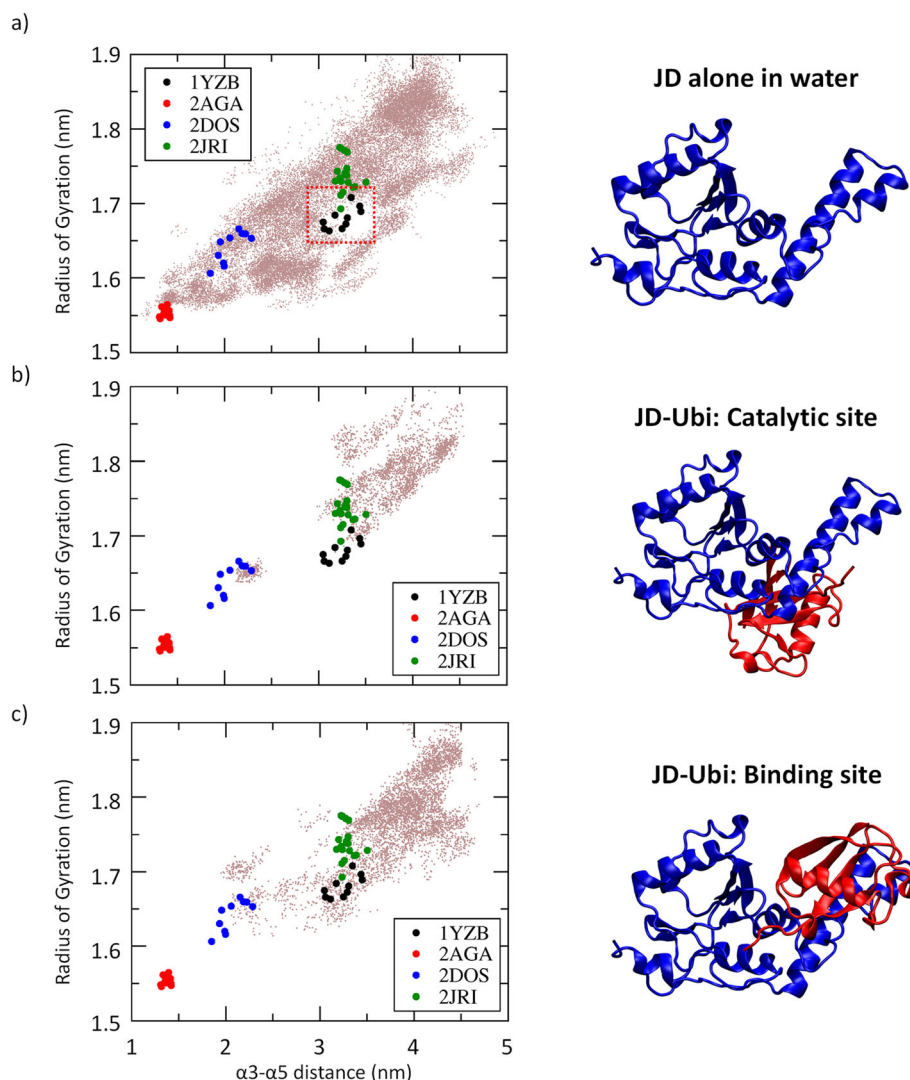 a)
1.9
1.8
1.7
1.6
1.5
Radius of Gyration (nm)
1YZB
2AGA
2DOS
2JRI
JD alone in water
b)
1.9
1.8
1.7
1.6
1.5
Radius of Gyration (nm)
1YZB
2AGA
2DOS
2JRI
JD-Ubi: Catalytic site
c)
1.9
1.8
1.7
1.6
1.5
Radius of Gyration (nm)
1YZB
2AGA
2DOS
2JRI
1 2 3 4 5
α3-α5 distance (nm)
JD-Ubi: Binding site